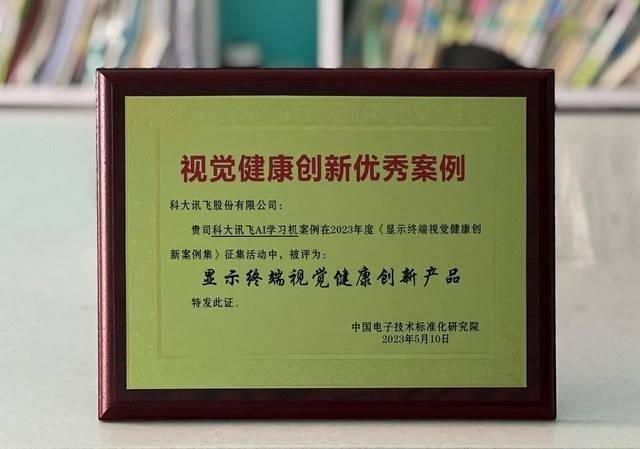 视觉健康创新优秀案例
科大讯飞股份有限公司：
贵司科大讯飞AI学习机案例在2023年度《显示终端视觉健康创
新案例集》征集活动中，被评为：
显示终端视觉健康创新产品
特发此证。
中国电子技术标准化研究院
2023年5月10日